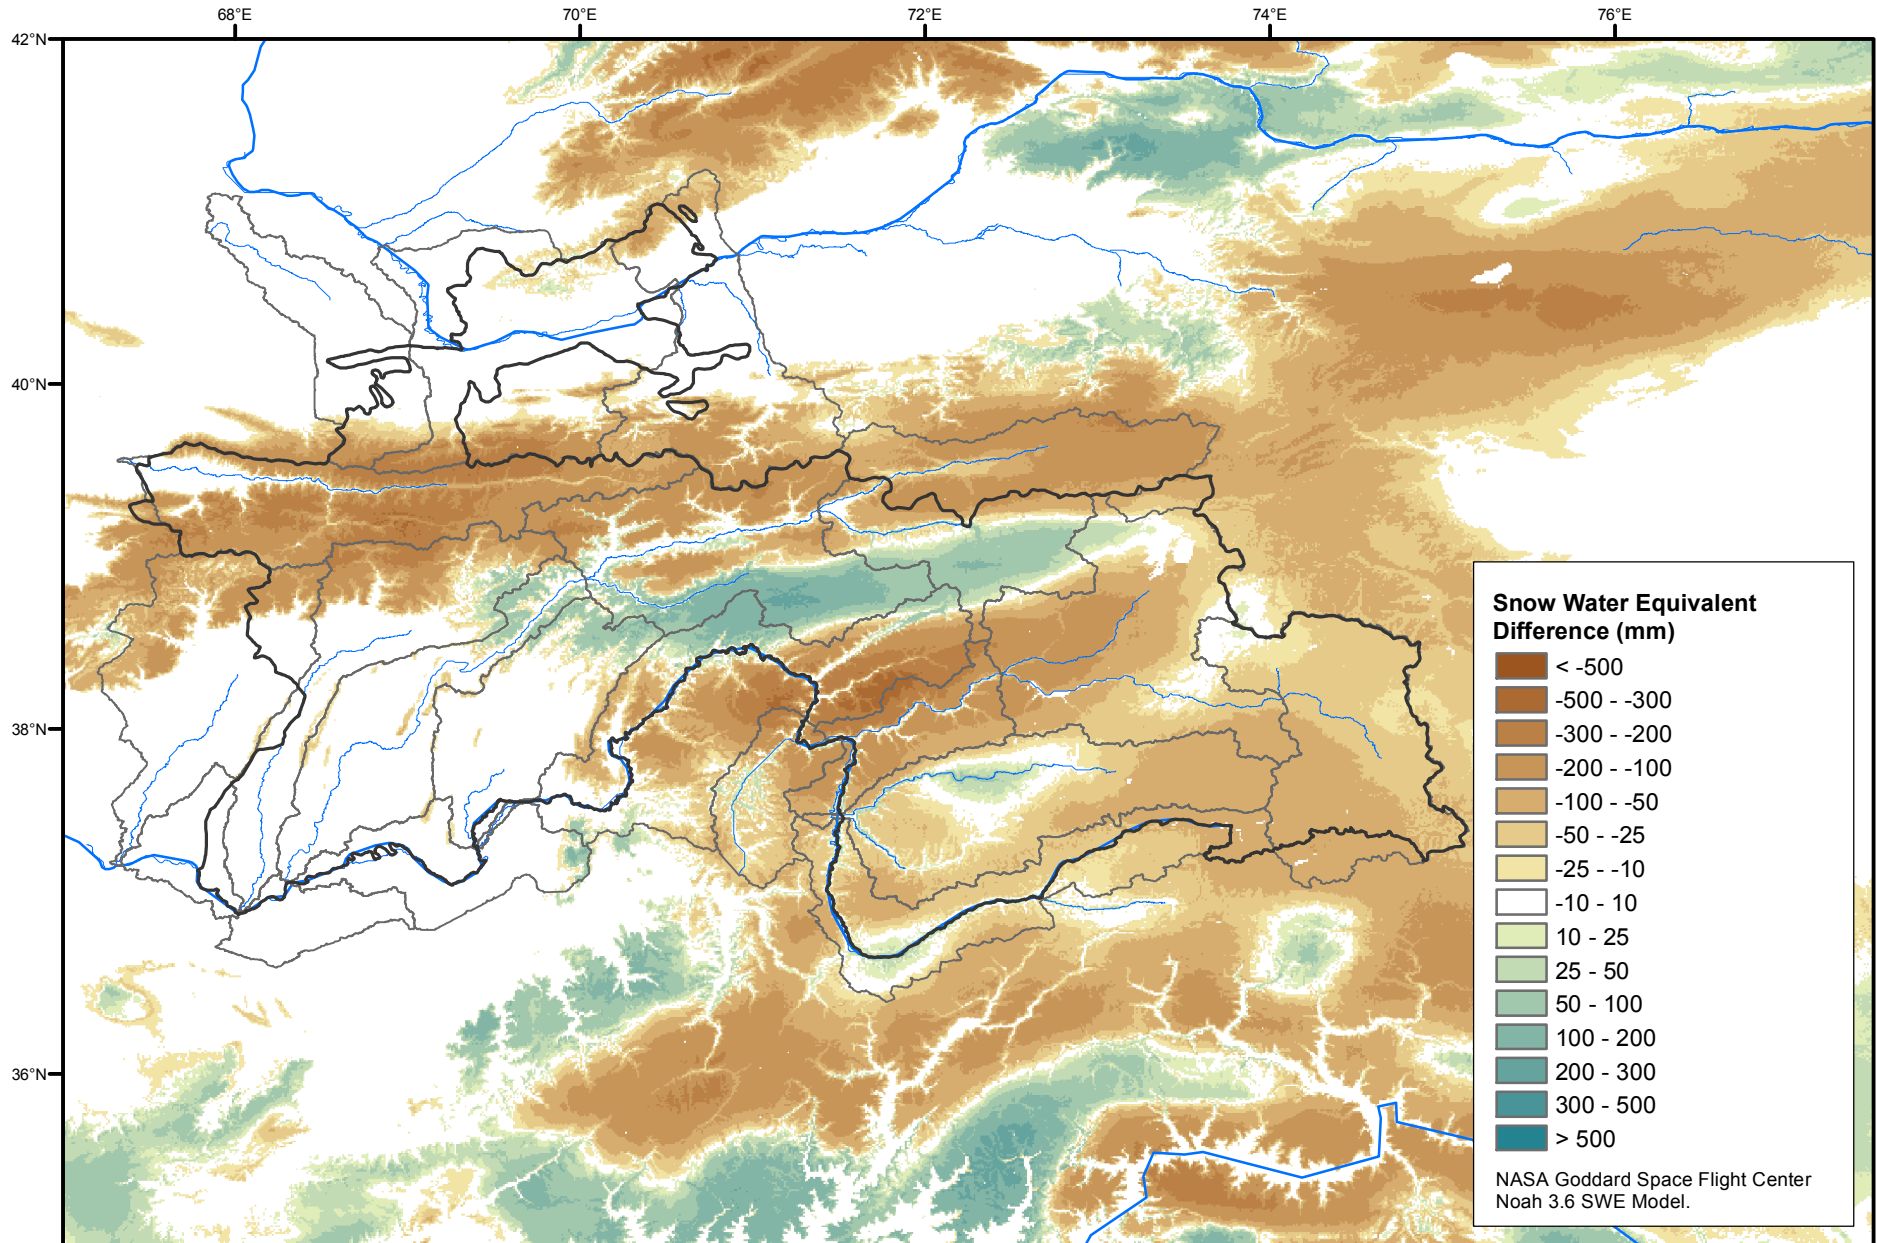 68°E
70°E
72°E
74°E
76°E
42°N
40°N
38°N
36°N
Snow Water Equivalent
Difference (mm)
< -500
-500 - -300
-300 - -200
-200 - -100
-100 - -50
-50 - -25
-25 - -10
-10 - 10
10 - 25
25 - 50
50 - 100
100 - 200
200 - 300
300 - 500
> 500
NASA Goddard Space Flight Center
Noah 3.6 SWE Model.